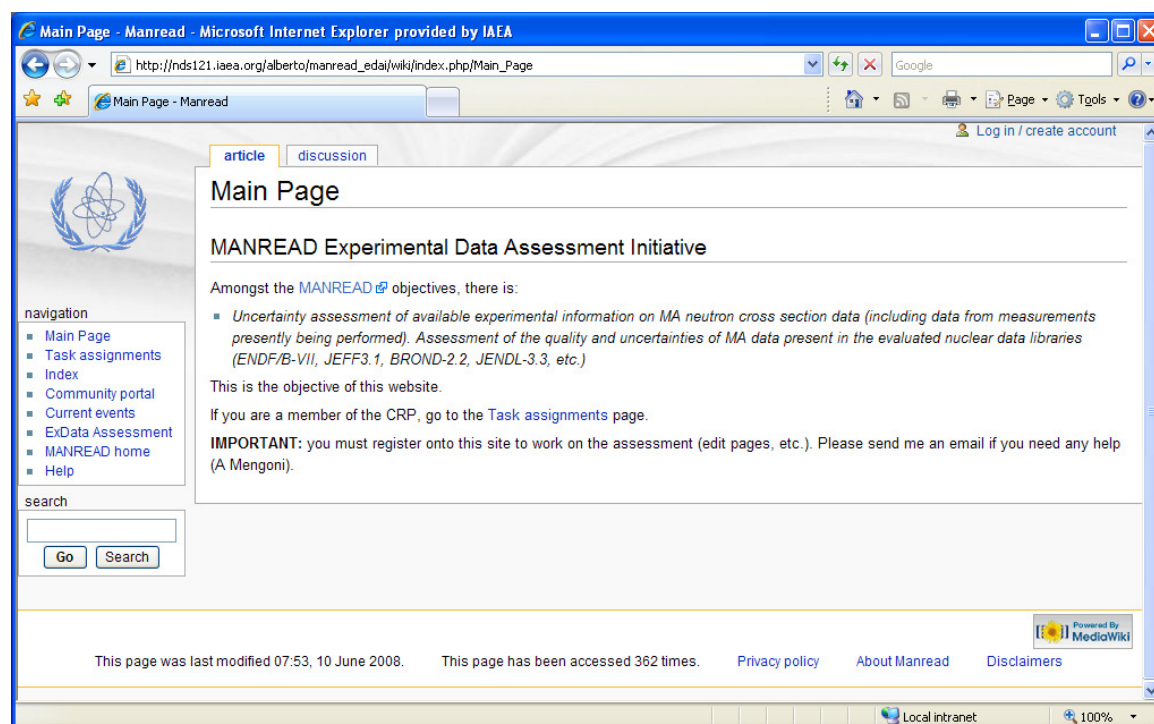 Main Page - Manread - Microsoft Internet Explorer provided by IAEA
http://nds121.iaea.org/alberto/manread_edai/wiki/index.php/Main_Page
Google
Main Page - Manread
Page
Tools
Log in / create account
article
discussion
Main Page
MANREAD Experimental Data Assessment Initiative
Amongst the MANREAD objectives, there is:
Uncertainty assessment of available experimental information on MA neutron cross section data (including data from measurements
presently being performed). Assessment of the quality and uncertainties of MA data present in the evaluated nuclear data libraries
(ENDF/B-VII, JEFF3.1, BROND-2.2, JENDL-3.3, etc.)
This is the objective of this website.
If you are a member of the CRP, go to the Task assignments page.
IMPORTANT: you must register onto this site to work on the assessment (edit pages, etc.). Please send me an email if you need any help
(A Mengoni).
navigation
Main Page
Task assignments
Index
Community portal
Current events
ExData Assessment
MANREAD home
Help
search
Go
Search
Powered By
MediaWiki
This page was last modified 07:53, 10 June 2008.
This page has been accessed 362 times.
Privacy policy
About Manread
Disclaimers
Local intranet
100%